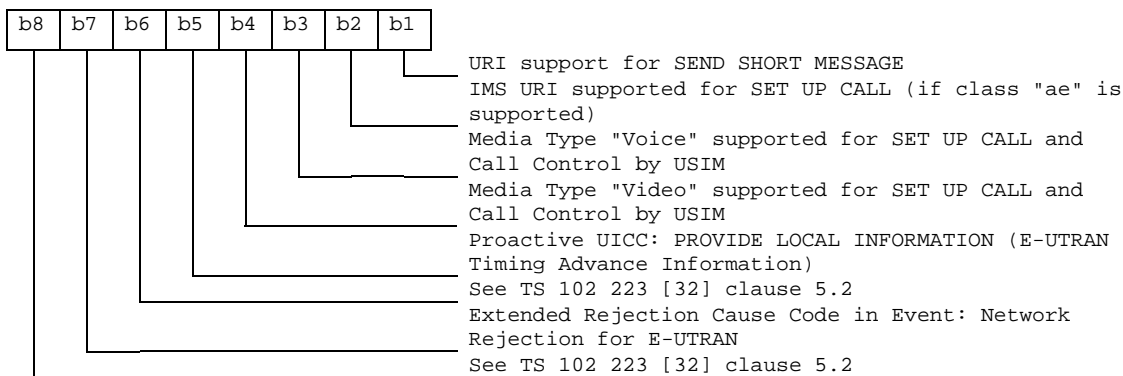 b8 b7 b6 b5 b4 b3 b2 b1
URI support for SEND SHORT MESSAGE
IMS URI supported for SET UP CALL (if class "ae" is
supported)
Media Type "Voice" supported for SET UP CALL and
Call Control by USIM
Media Type "Video" supported for SET UP CALL and
Call Control by USIM
Proactive UICC: PROVIDE LOCAL INFORMATION (E-UTRAN
Timing Advance Information)
See TS 102 223 [32] clause 5.2
Extended Rejection Cause Code in Event: Network
Rejection for E-UTRAN
See TS 102 223 [32] clause 5.2